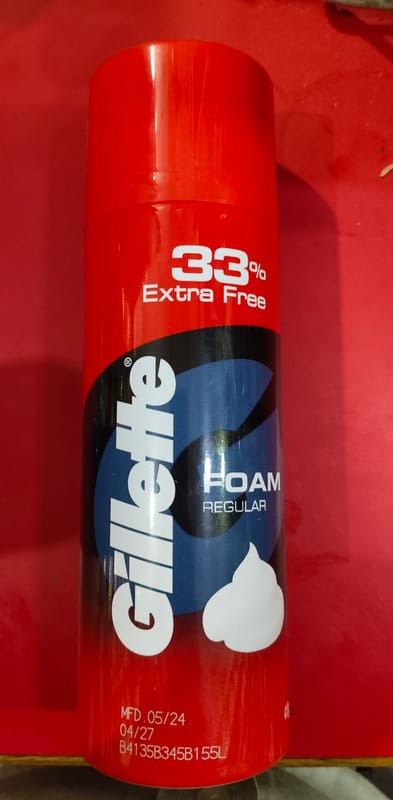 33%
Extra Free
Gillette®
FOAM
REGULAR
MFD.05/24
04/27
B4135B345B155L